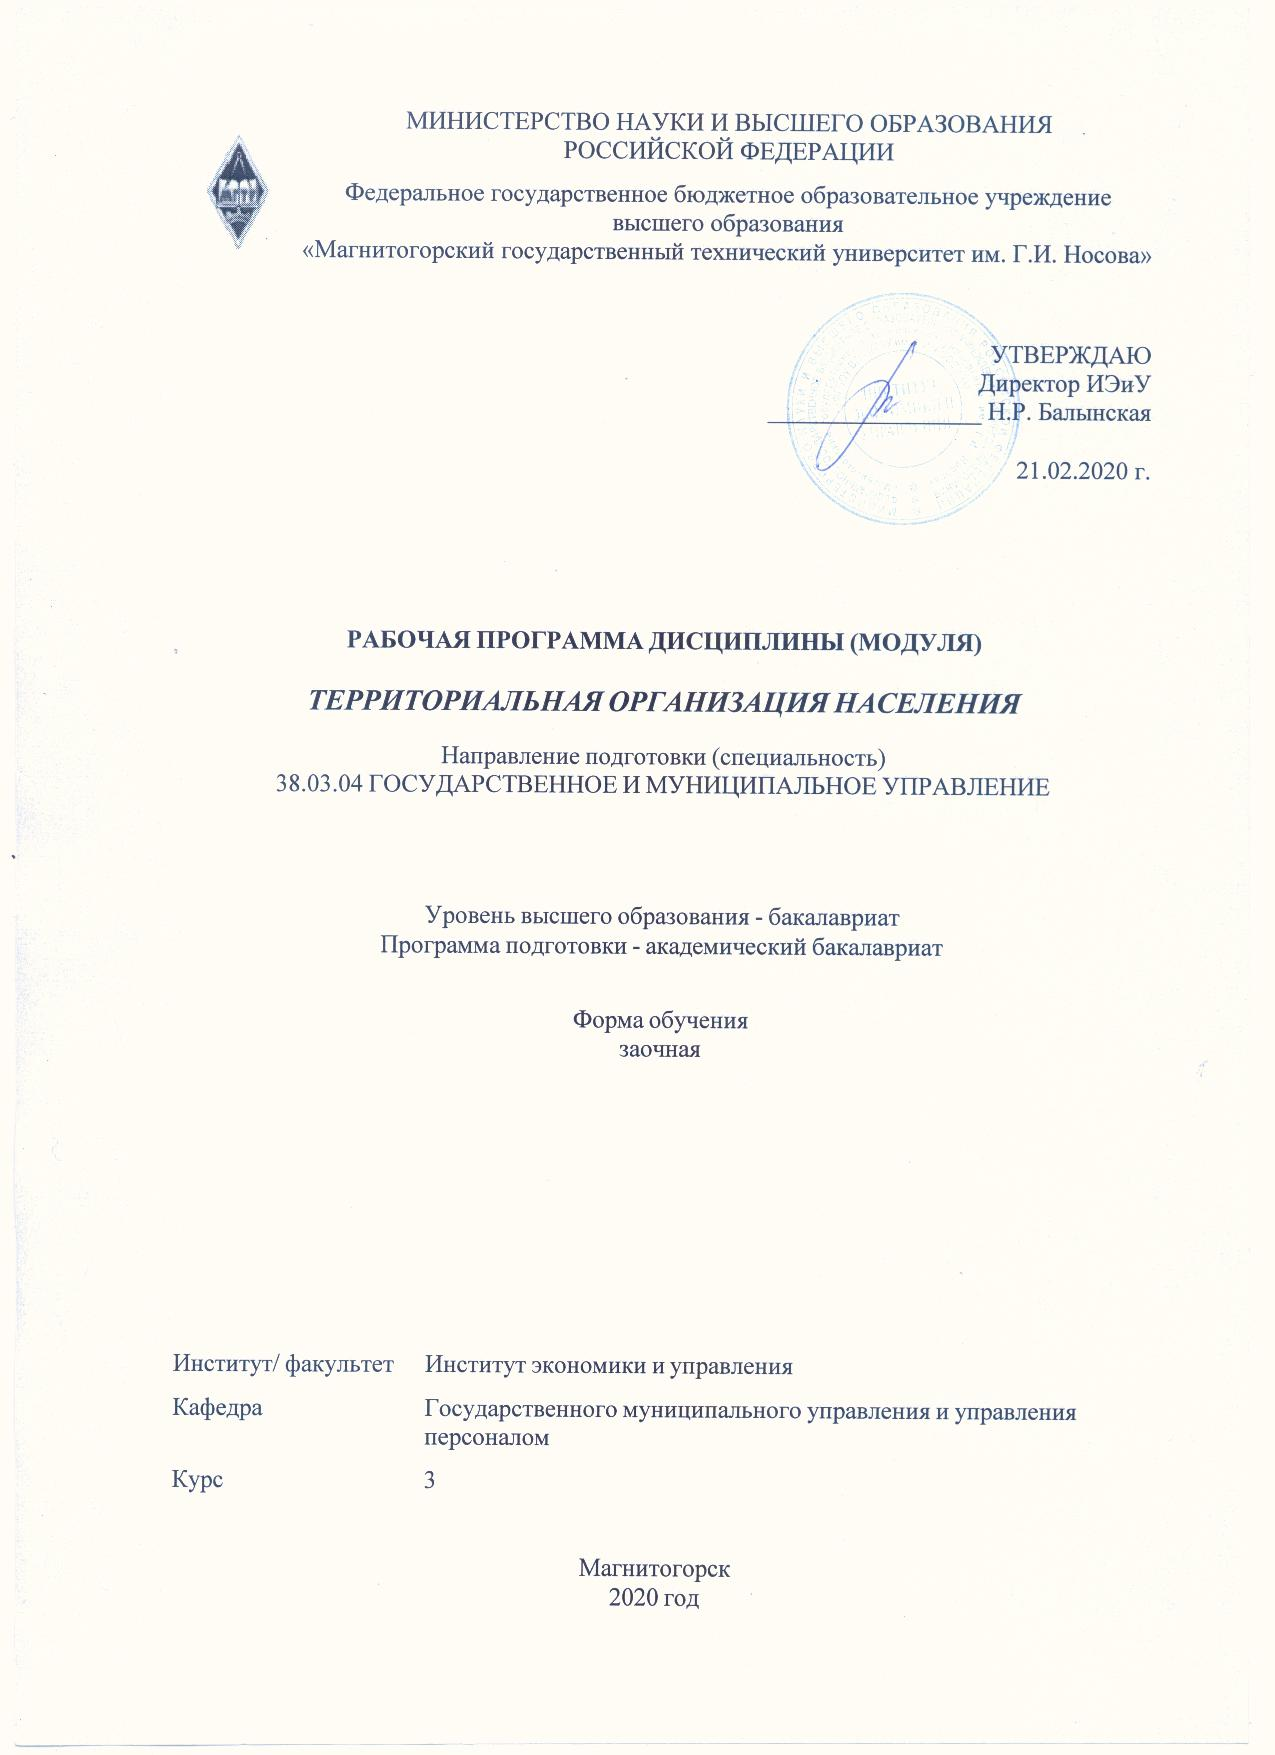 МИНИСТЕРСТВО НАУКИ И ВЫСШЕГО ОБРАЗОВАНИЯ
РОССИЙСКОЙ ФЕДЕРАЦИИ
Федеральное государственное бюджетное образовательное учреждение
высшего образования
«Магнитогорский государственный технический университет им. Г.И. Носова»
УТВЕРЖДАЮ
Директор ИЭиУ
Н.Р. Балынская
21.02.2020 г.
РАБОЧАЯ ПРОГРАММА ДИСЦИПЛИНЫ (МОДУЛЯ)
ТЕРРИТОРИАЛЬНАЯ ОРГАНИЗАЦИЯ НАСЕЛЕНИЯ
Направление подготовки (специальность)
38.03.04 ГОСУДАРСТВЕННОЕ И МУНИЦИПАЛЬНОЕ УПРАВЛЕНИЕ
Уровень высшего образования - бакалавриат
Программа подготовки - академический бакалавриат
Форма обучения
заочная
Институт/ факультет Институт экономики и управления
Кафедра Государственного муниципального управления и управления
персоналом
Курс 3
Магнитогорск
2020 год